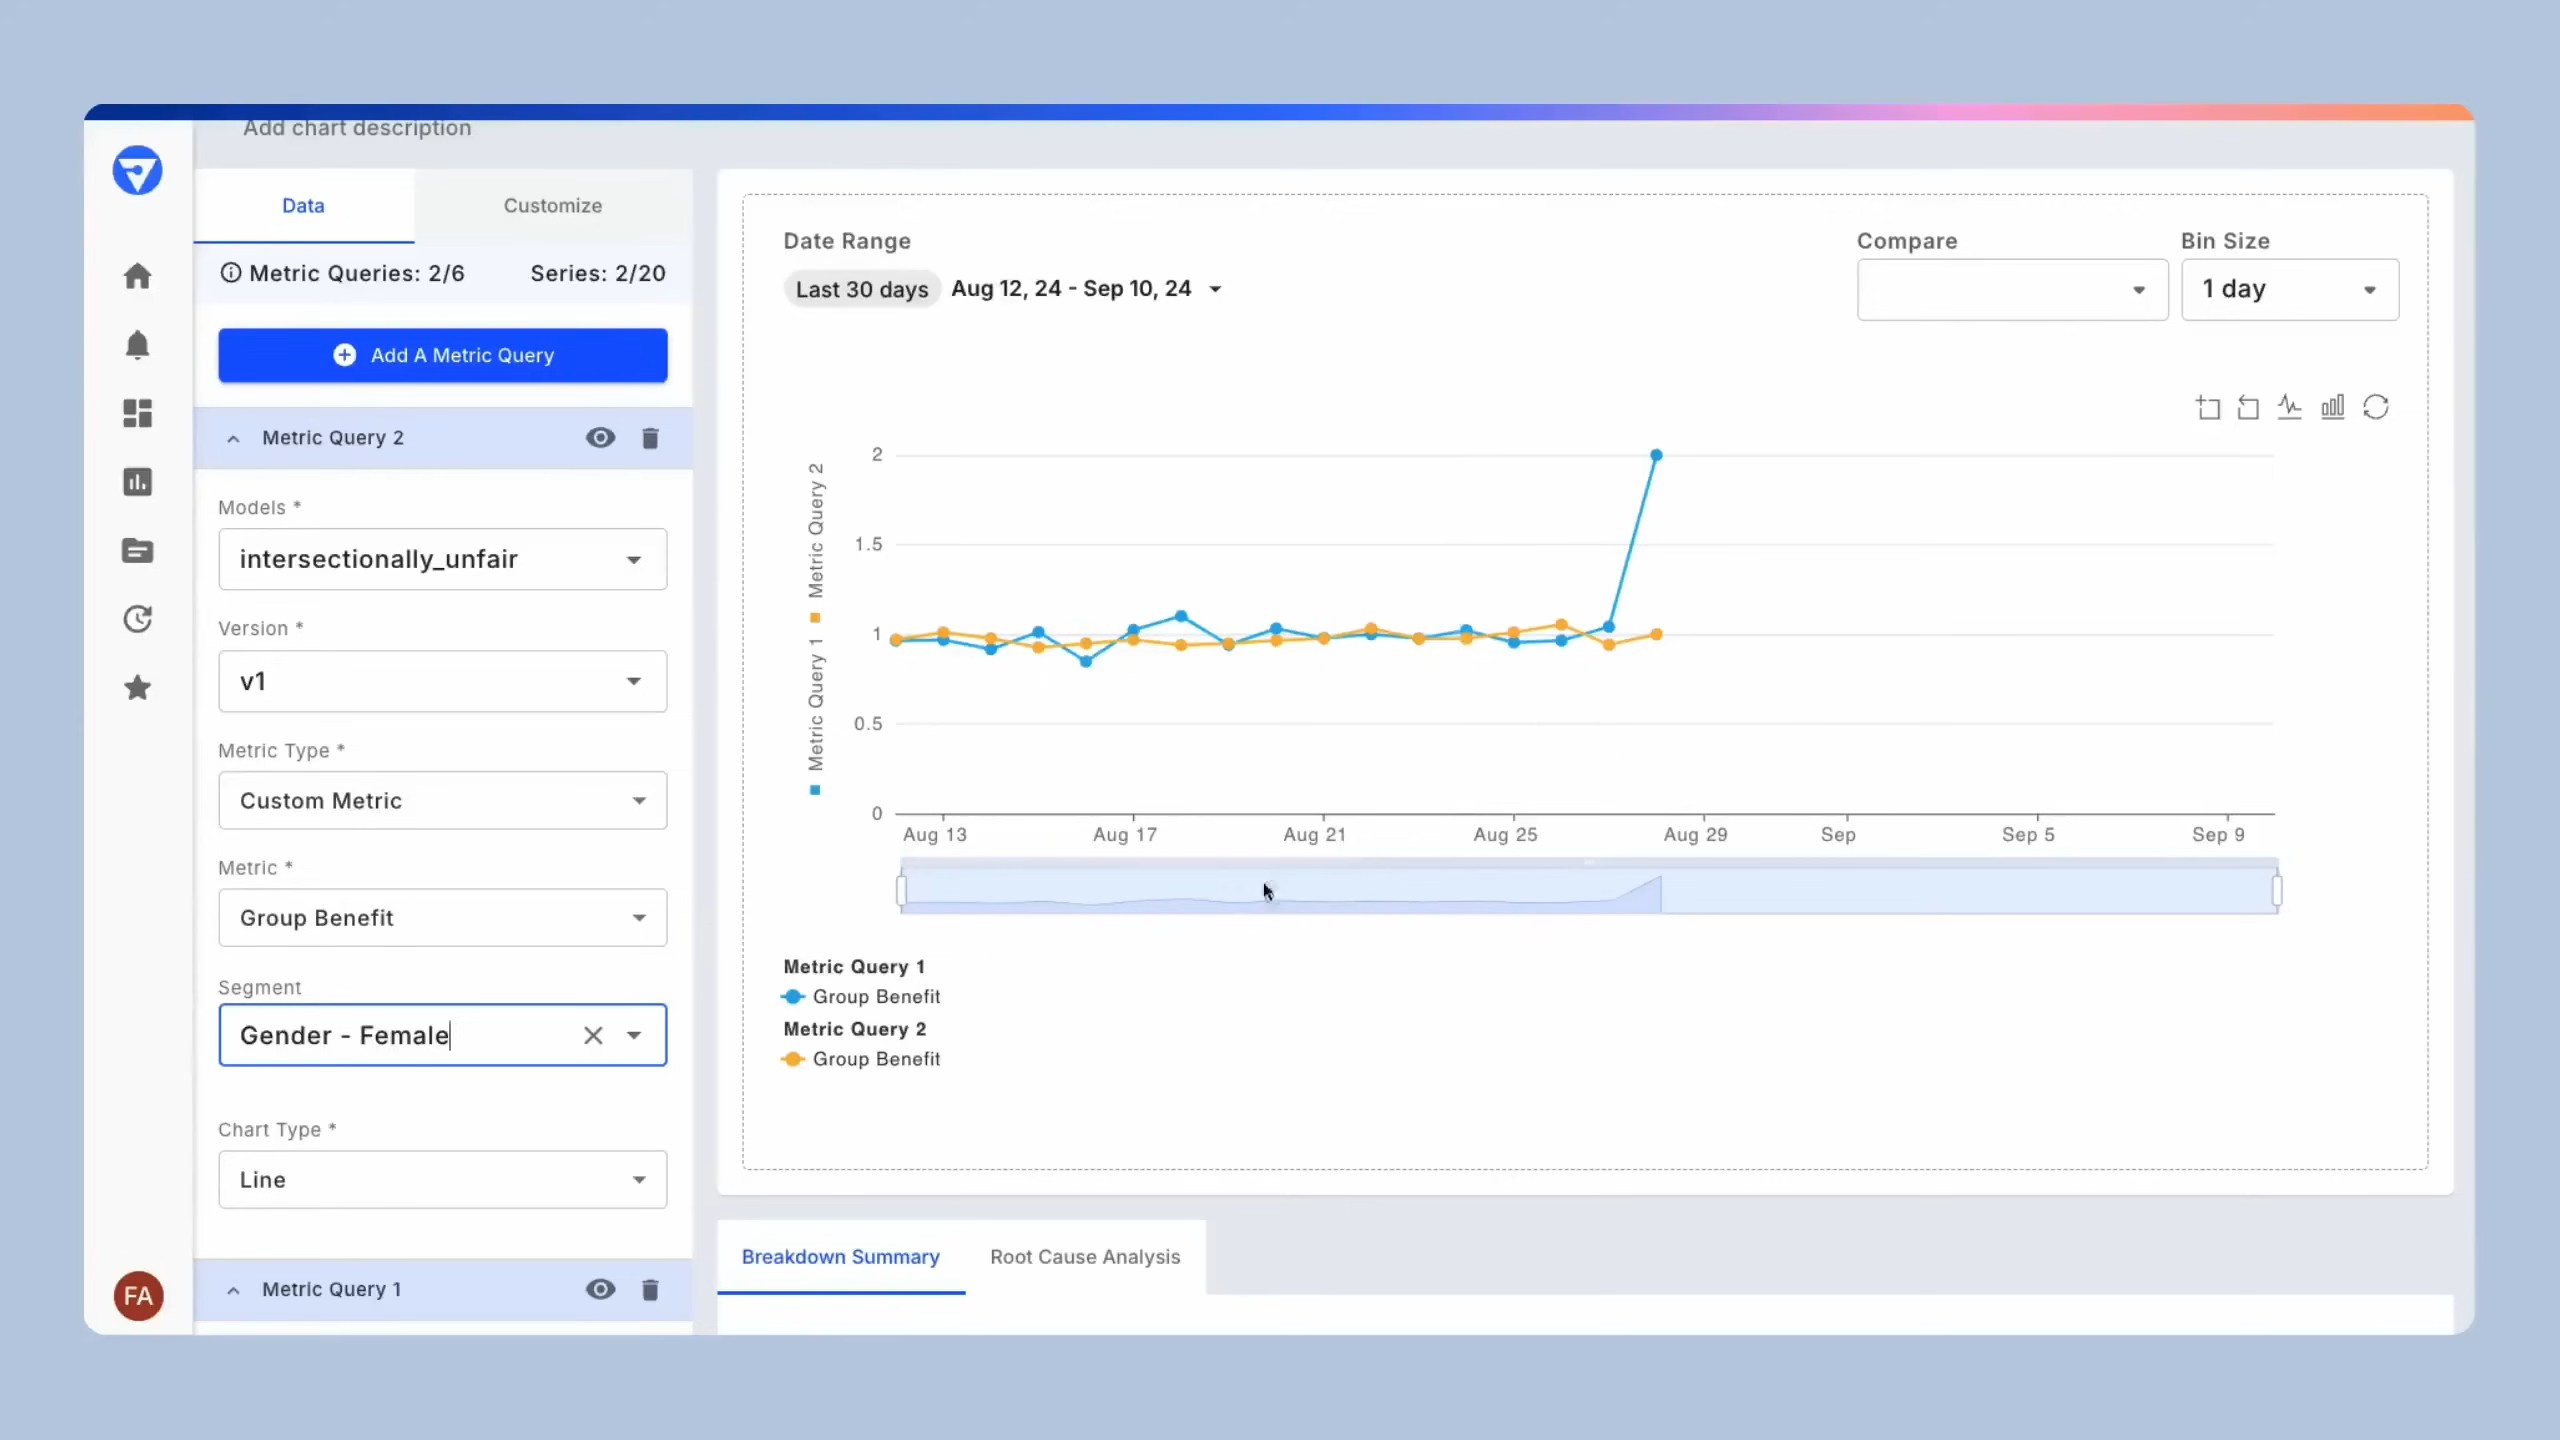 Add chart description
Data
Customize
Metric Queries: 2/6
Series: 2/20
Add A Metric Query
Metric Query 2
Models *
intersectionally_unfair
Version *
v1
Metric Type *
Custom Metric
Metric *
Group Benefit
Segment
Gender - Female
Chart Type *
Line
Metric Query 1
FA
Date Range
Last 30 days
Aug 12, 24 - Sep 10, 24
Compare
Bin Size
1 day
Metric Query 2
Metric Query 1
2
1.5
1
0.5
0
Aug 13
Aug 17
Aug 21
Aug 25
Aug 29
Sep
Sep 5
Sep 9
Metric Query 1
Group Benefit
Metric Query 2
Group Benefit
Breakdown Summary
Root Cause Analysis